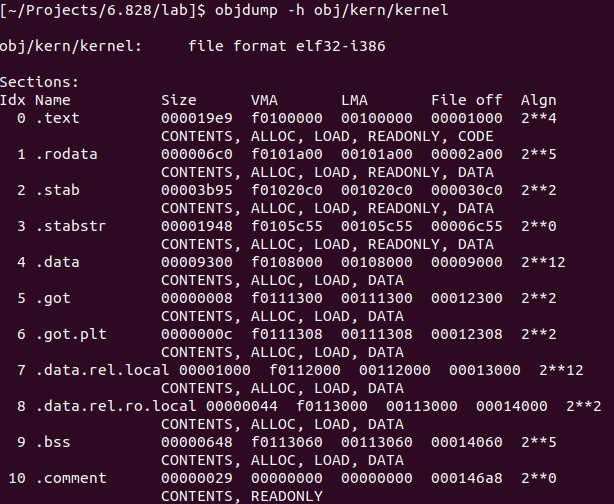 [~/Projects/6.828/lab]$ objdump -h obj/kern/kernel
obj/kern/kernel:     file format elf32-i386
Sections:
Idx Name          Size      VMA       LMA       File off  Algn
  0 .text         000019e9  f0100000  00100000  00001000  2**4
                  CONTENTS, ALLOC, LOAD, READONLY, CODE
  1 .rodata       000006c0  f0101a00  00101a00  00002a00  2**5
                  CONTENTS, ALLOC, LOAD, READONLY, DATA
  2 .stab         00003b95  f01020c0  001020c0  000030c0  2**2
                  CONTENTS, ALLOC, LOAD, READONLY, DATA
  3 .stabstr      00001948  f0105c55  00105c55  00006c55  2**0
                  CONTENTS, ALLOC, LOAD, READONLY, DATA
  4 .data         00009300  f0108000  00108000  00009000  2**12
                  CONTENTS, ALLOC, LOAD, DATA
  5 .got          00000008  f0111300  00111300  00012300  2**2
                  CONTENTS, ALLOC, LOAD, DATA
  6 .got.plt      0000000c  f0111308  00111308  00012308  2**2
                  CONTENTS, ALLOC, LOAD, DATA
  7 .data.rel.local 00001000  f0112000  00112000  00013000  2**12
                  CONTENTS, ALLOC, LOAD, DATA
  8 .data.rel.ro.local 00000044  f0113000  00113000  00014000  2**2
                  CONTENTS, ALLOC, LOAD, DATA
  9 .bss          00000648  f0113060  00113060  00014060  2**5
                  CONTENTS, ALLOC, LOAD, DATA
 10 .comment      00000029  00000000  00000000  000146a8  2**0
                  CONTENTS, READONLY